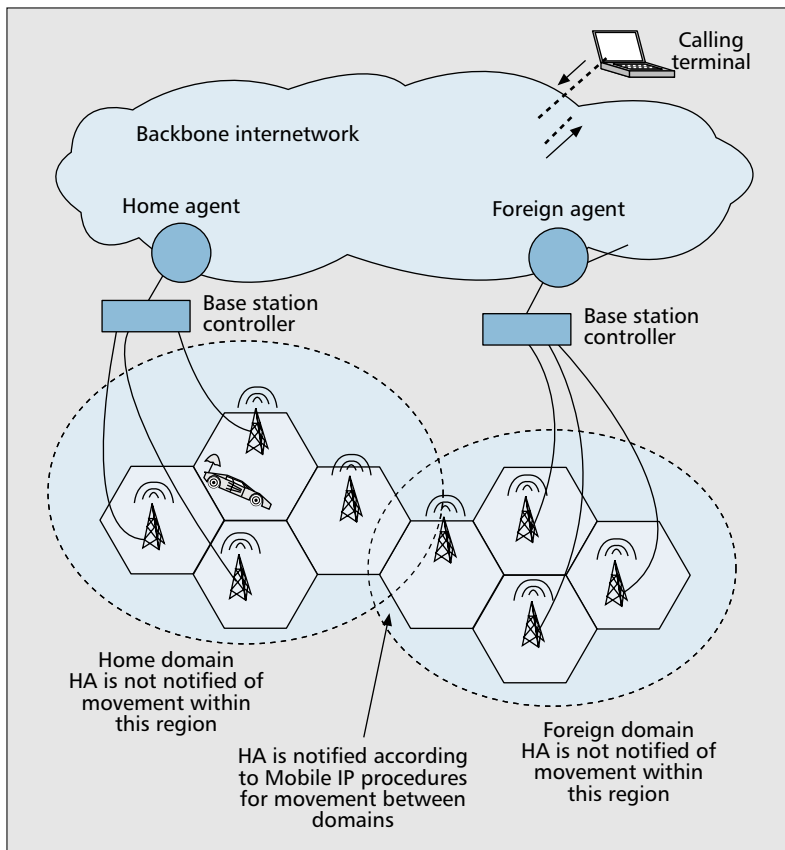 Calling
terminal
Backbone internetwork
Home agent
Foreign agent
Base station
controller
Base station
controller
Home domain
HA is not notified of
movement within
this region
HA is notified according
to Mobile IP procedures
for movement between
domains
Foreign domain
HA is not notified of
movement within
this region